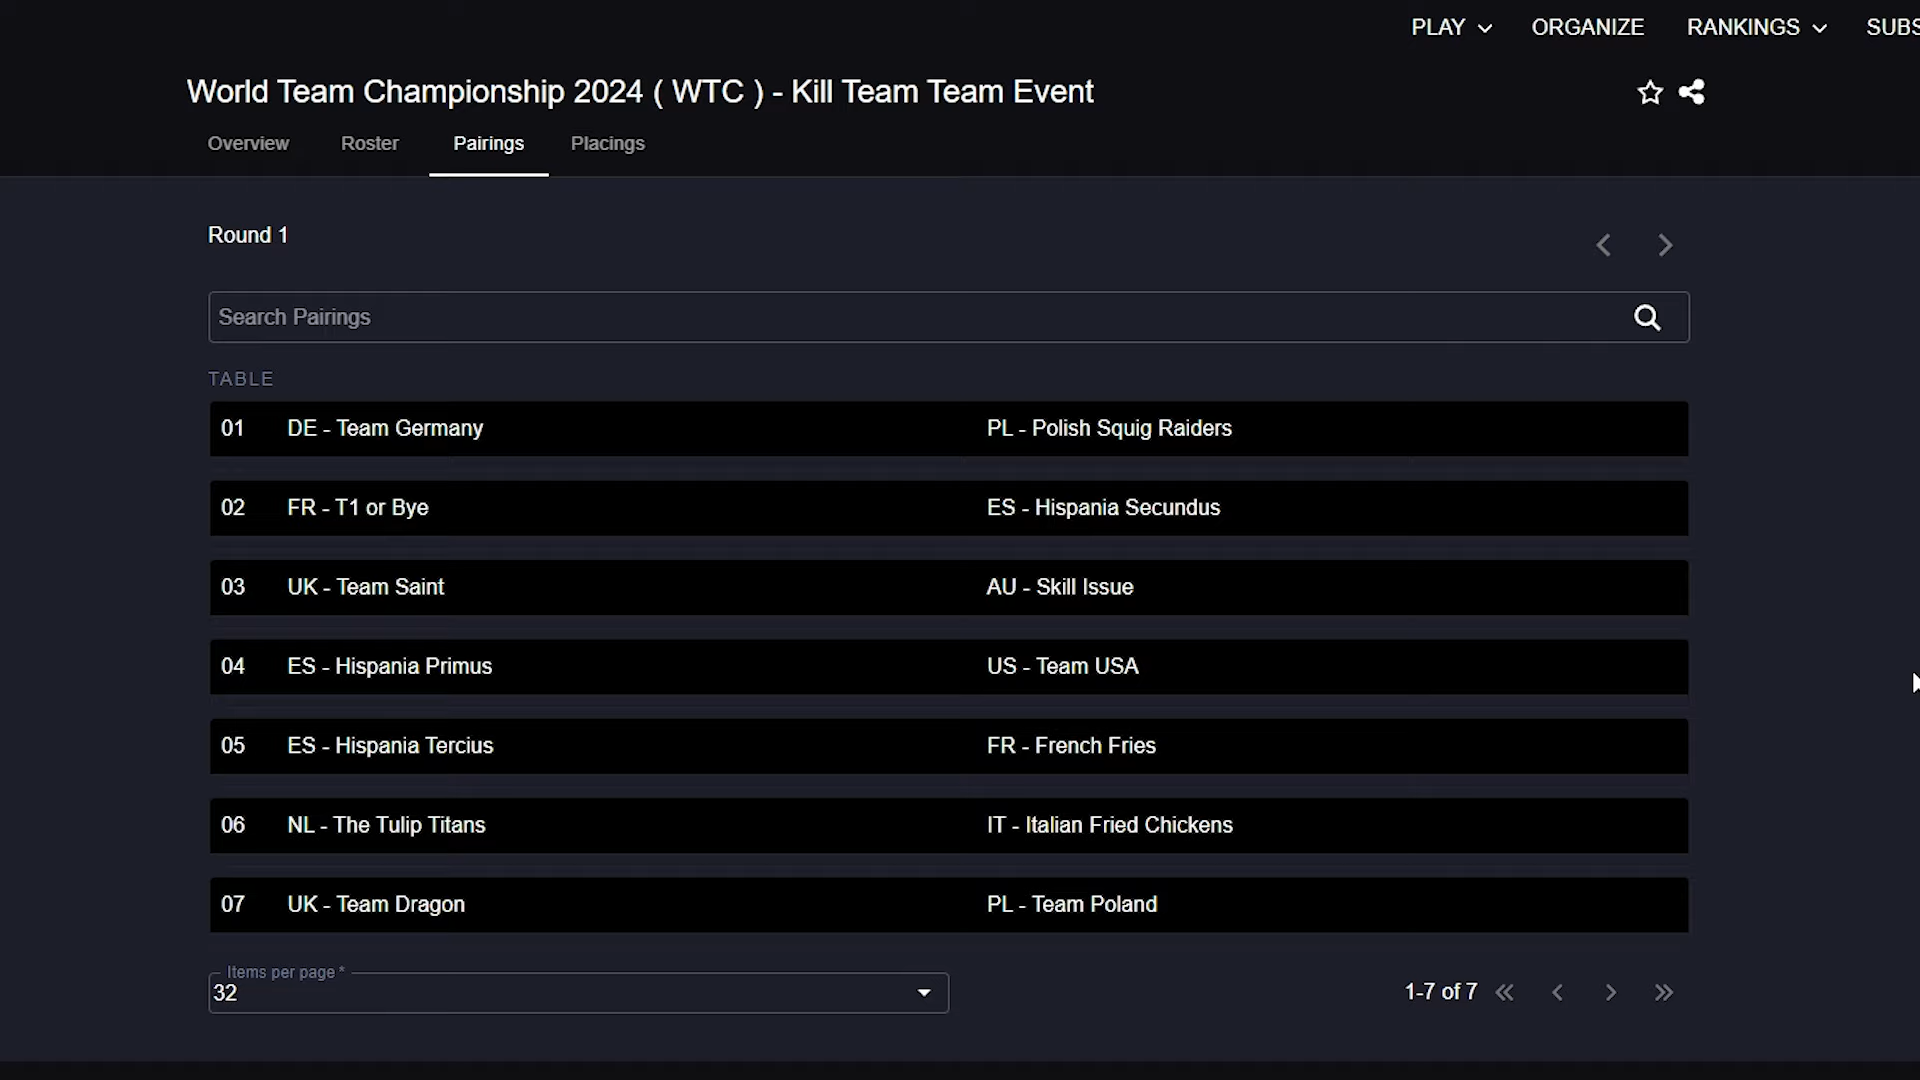 PLAY ORGANIZE RANKINGS SUBS
World Team Championship 2024 ( WTC ) - Kill Team Team Event
Overview Roster Pairings Placings
Round 1
Search Pairings
TABLE
01 DE - Team Germany PL - Polish Squig Raiders
02 FR - T1 or Bye ES - Hispania Secundus
03 UK - Team Saint AU - Skill Issue
04 ES - Hispania Primus US - Team USA
05 ES - Hispania Tercius FR - French Fries
06 NL - The Tulip Titans IT - Italian Fried Chickens
07 UK - Team Dragon PL - Team Poland
Items per page *
32 1-7 of 7